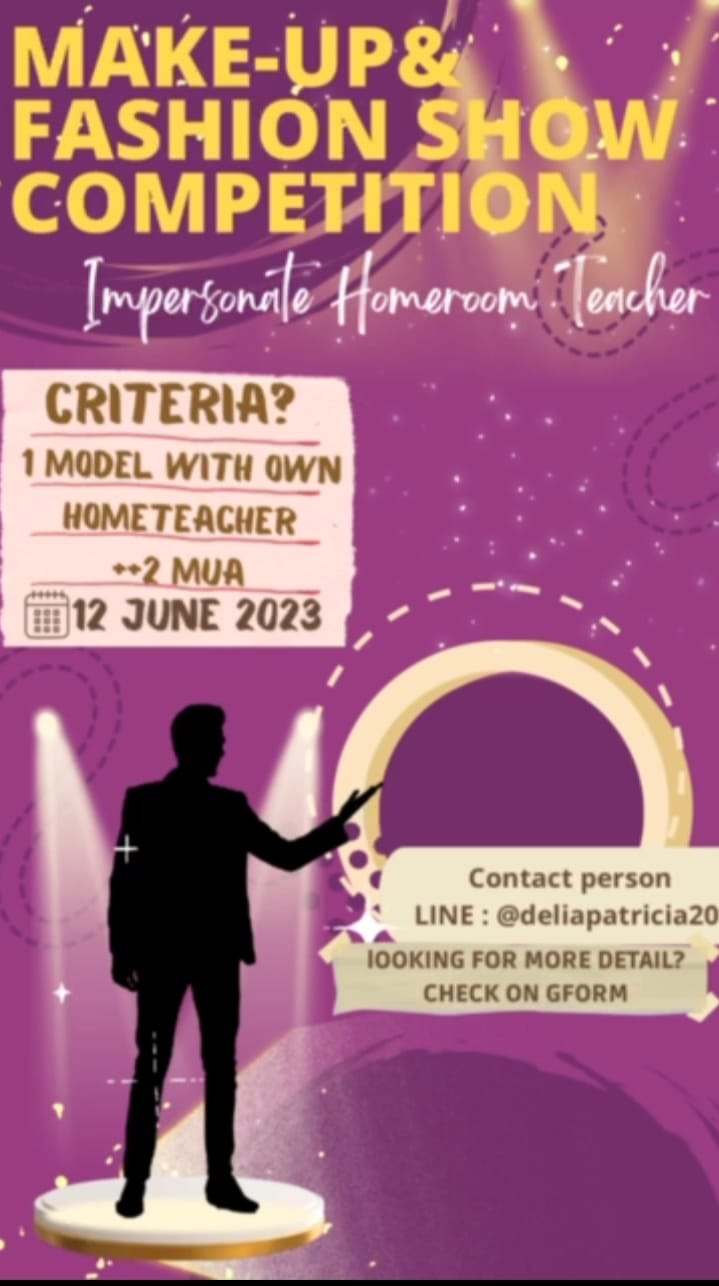 MAKE-UP&
FASHION SHOW
COMPETITION
Impersonate Homeroom Teacher
CRITERIA?
1 MODEL WITH OWN
HOMETEACHER
++2 MUA
12 JUNE 2023
Contact person
LINE : @deliapatricia20
lOOKING FOR MORE DETAIL?
CHECK ON GFORM